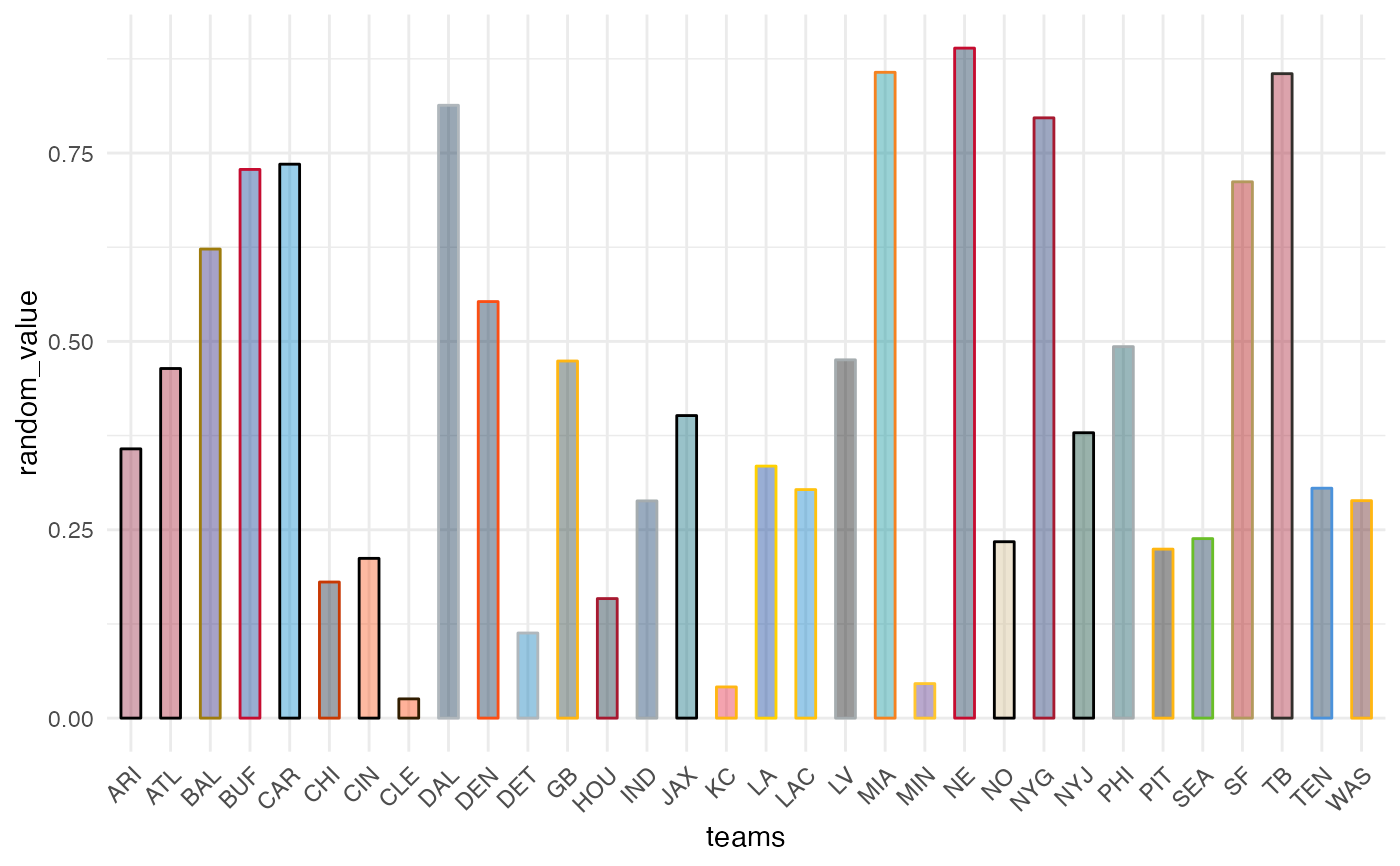 random_value
0.75
0.50
0.25
0.00
ARI ATL BAL BUF CAR CHI CIN CLE DAL DEN DET GB HOU IND JAX KC LA LAC LV MIA MIN NE NO NYG NYJ PHI PIT SEA SF TB TEN WAS
teams